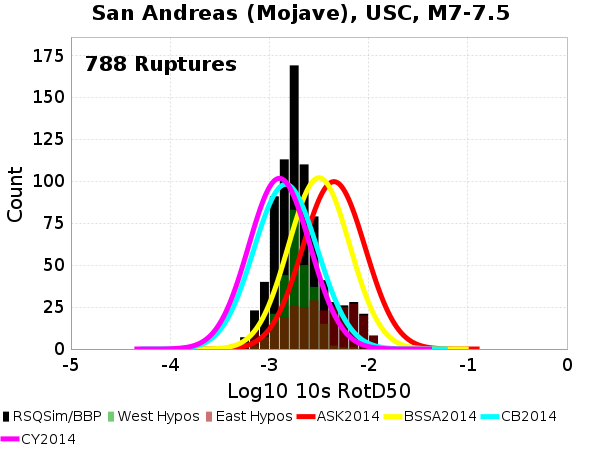 San Andreas (Mojave), USC, M7-7.5
788 Ruptures
Count
175
150
125
100
75
50
25
0
-5 -4 -3 -2 -1 0
Log10 10s RotD50
RSQSim/BBP West Hypos East Hypos ASK2014 BSSA2014 CB2014
CY2014